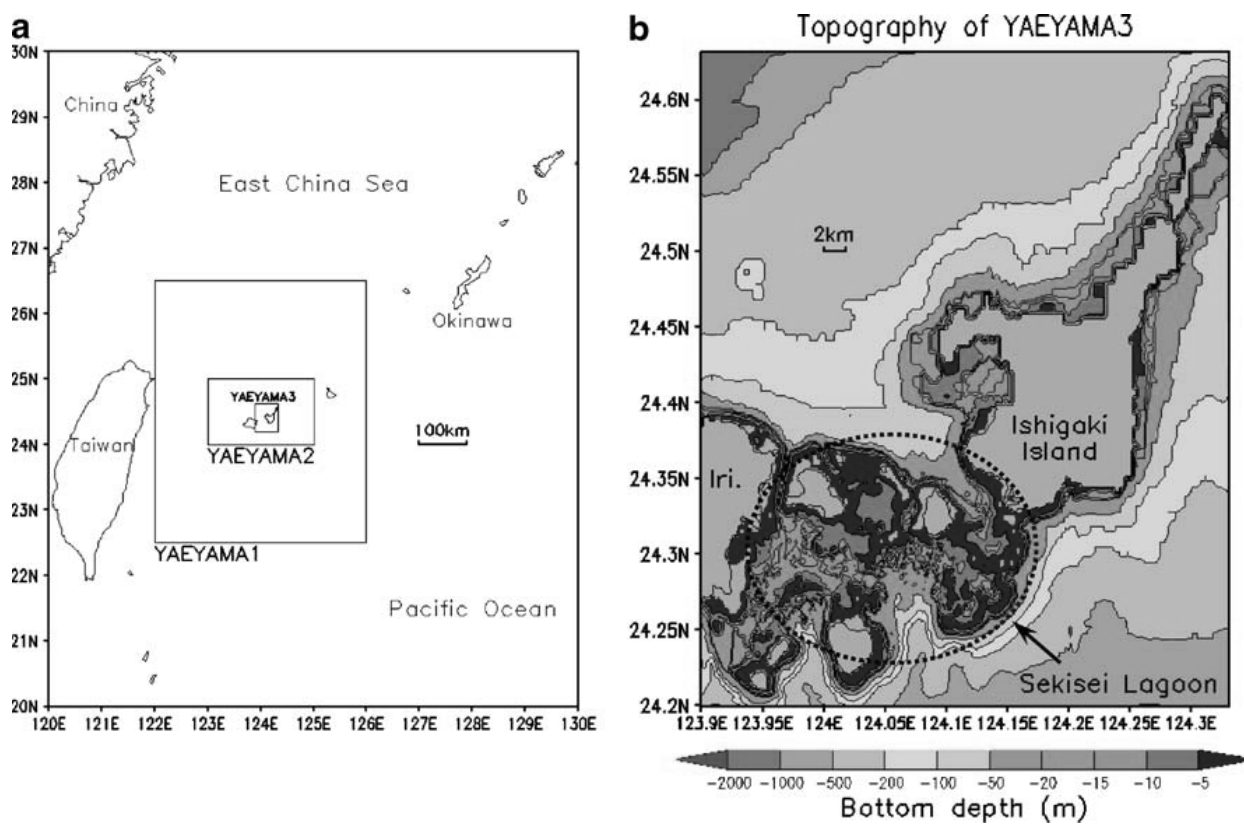 a
30N
29N
28N
27N
26N
25N
24N
23N
22N
21N
20N
120E 121E 122E 123E 124E 125E 126E 127E 128E 129E 130E
China
East China Sea
Okinawa
Taiwan
YAEYAMA3
YAEYAMA2
100km
YAEYAMA1
Pacific Ocean
b
Topography of YAEYAMA3
24.6N
24.55N
24.5N
24.45N
24.4N
24.35N
24.3N
24.25N
24.2N
123.9E 123.95E 124E 124.05E 124.1E 124.15E 124.2E 124.25E 124.3E
2km
Ishigaki
Island
Iri.
Sekisei Lagoon
-2000 -1000 -500 -200 -100 -50 -20 -15 -10 -5
Bottom depth (m)